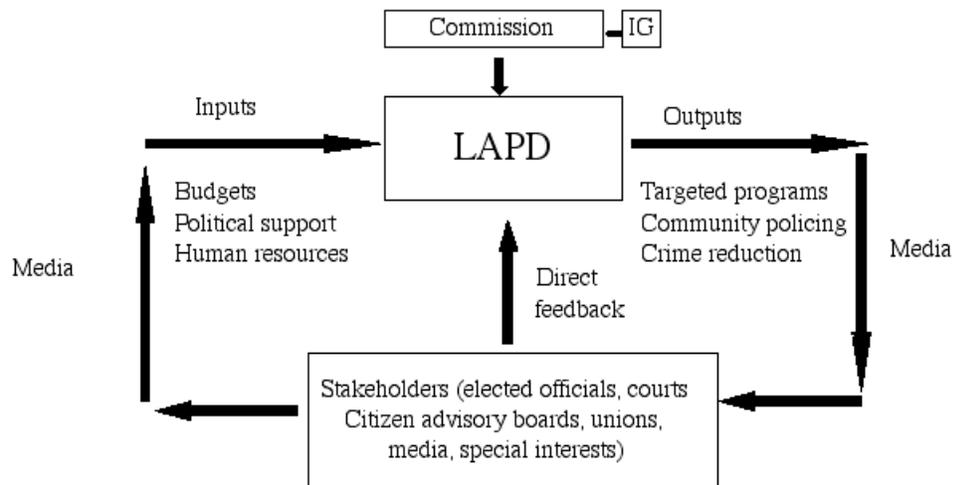 Commission
IG
Inputs
LAPD
Outputs
Budgets
Political support
Human resources
Targeted programs
Community policing
Crime reduction
Media
Media
Direct
feedback
Stakeholders (elected officials, courts
Citizen advisory boards, unions,
media, special interests)